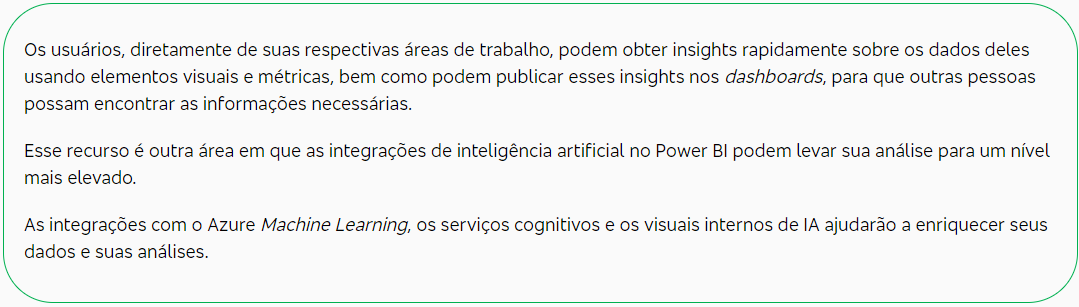 Os usuários, diretamente de suas respectivas áreas de trabalho, podem obter insights rapidamente sobre os dados deles
usando elementos visuais e métricas, bem como podem publicar esses insights nos dashboards, para que outras pessoas
possam encontrar as informações necessárias.
Esse recurso é outra área em que as integrações de inteligência artificial no Power BI podem levar sua análise para um nível
mais elevado.
As integrações com o Azure Machine Learning, os serviços cognitivos e os visuais internos de IA ajudarão a enriquecer seus
dados e suas análises.